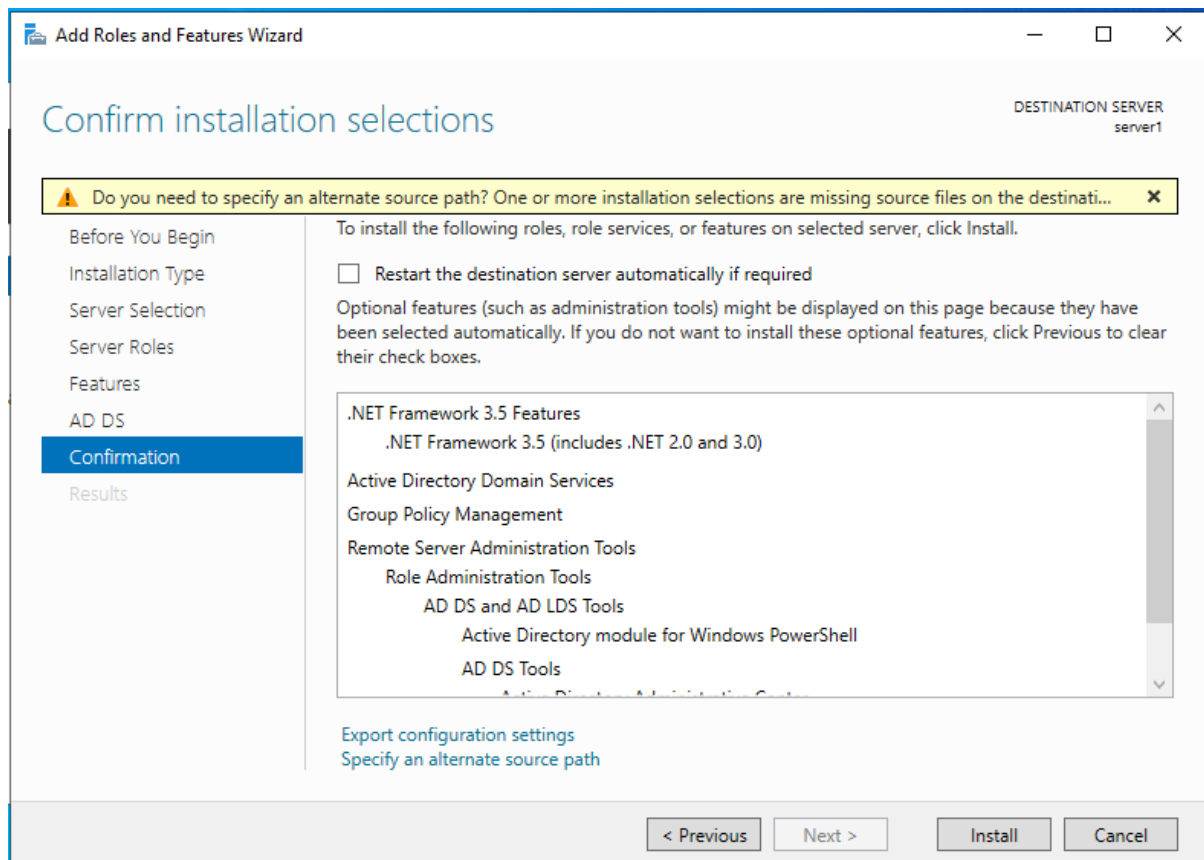 Add Roles and Features Wizard
Confirm installation selections
DESTINATION SERVER
server1
Do you need to specify an alternate source path? One or more installation selections are missing source files on the destinati...
Before You Begin
Installation Type
Server Selection
Server Roles
Features
AD DS
Confirmation
Results
To install the following roles, role services, or features on selected server, click Install.
Restart the destination server automatically if required
Optional features (such as administration tools) might be displayed on this page because they have
been selected automatically. If you do not want to install these optional features, click Previous to clear
their check boxes.
.NET Framework 3.5 Features
.NET Framework 3.5 (includes .NET 2.0 and 3.0)
Active Directory Domain Services
Group Policy Management
Remote Server Administration Tools
Role Administration Tools
AD DS and AD LDS Tools
Active Directory module for Windows PowerShell
AD DS Tools
Active Directory Administrative Center
Export configuration settings
Specify an alternate source path
< Previous
Next >
Install
Cancel